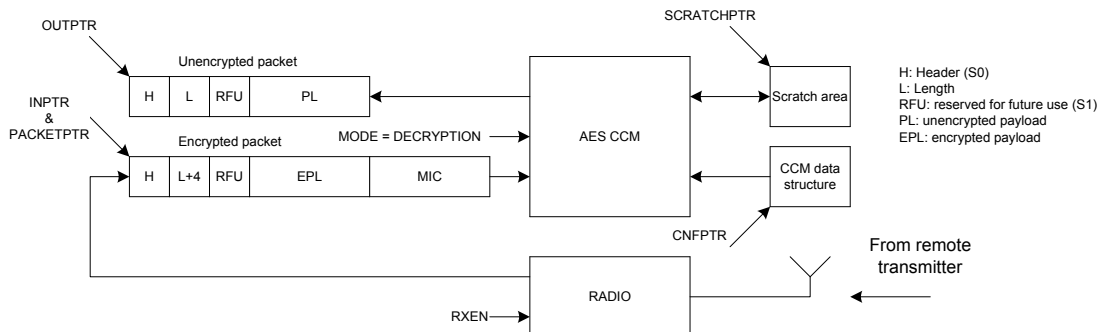 OUTPTR
SCRATCHPTR
Unencrypted packet
H L RFU PL
INPTR
&
PACKETPTR
MODE = DECRYPTION
Encrypted packet
H L+4 RFU EPL MIC
AES CCM
Scratch area
CCM data
structure
CNFPTR
H: Header (S0)
L: Length
RFU: reserved for future use (S1)
PL: unencrypted payload
EPL: encrypted payload
From remote
transmitter
RADIO
RXEN